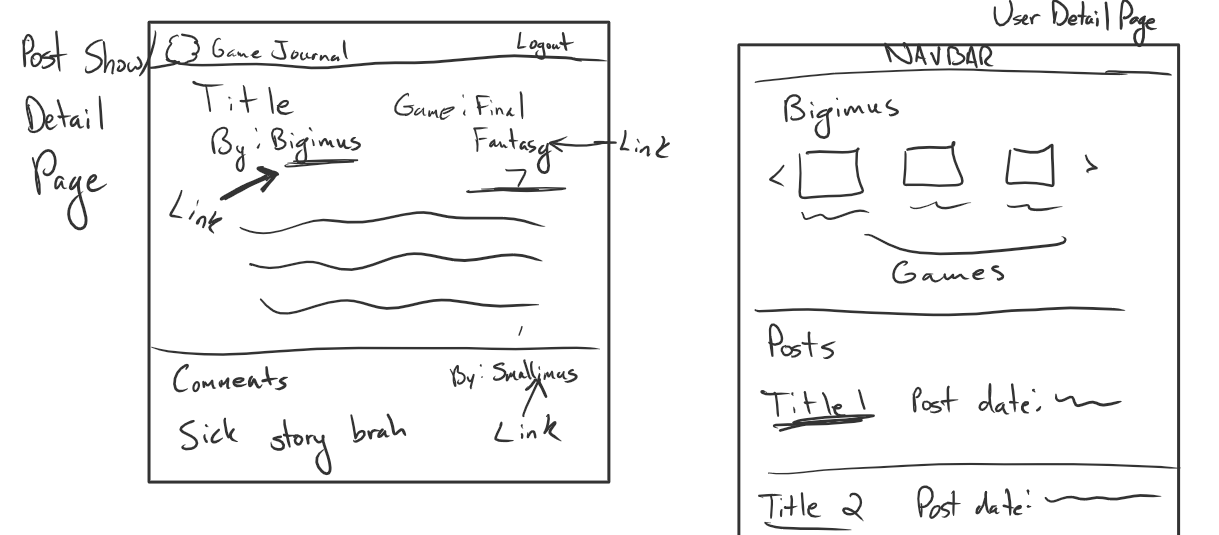 Post Show/
Detail
Page
Game Journal
Logout
Title
By: Bigimus
Link
Game: Final
Fantasy
7
Link
Comments
By: Smallimus
Sick story brah
Link
User Detail Page
NAVBAR
Bigimus
< >
Games
Posts
Title 1 Post date:
Title 2 Post date: